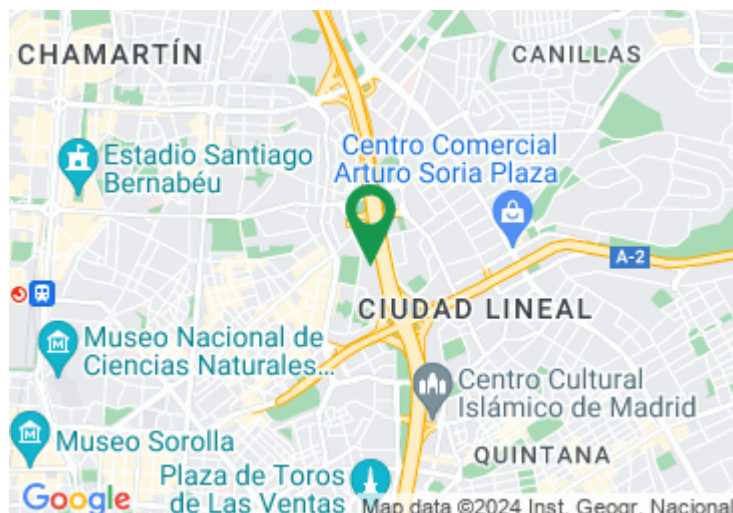 CHAMARTÍN
CANILLAS
Estadio Santiago
Bernabéu
Centro Comercial
Arturo Soria Plaza
A-2
CIUDAD LINEAL
Museo Nacional de
Ciencias Naturales...
Centro Cultural
Islámico de Madrid
Museo Sorolla
QUINTANA
Plaza de Toros
de Las Ventas
Google
Map data ©2024 Inst. Geogr. Nacional